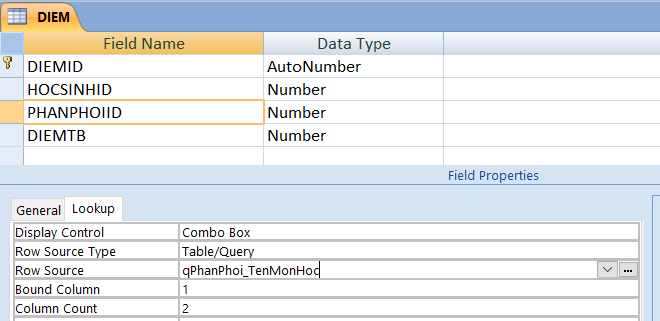 DIEM
Field Name Data Type
DIEMID AutoNumber
HOCSINHID Number
PHANPHOIID Number
DIEMTB Number
Field Properties
General Lookup
Display Control Combo Box
Row Source Type Table/Query
Row Source qPhanPhoi_TenMonHoc
Bound Column 1
Column Count 2